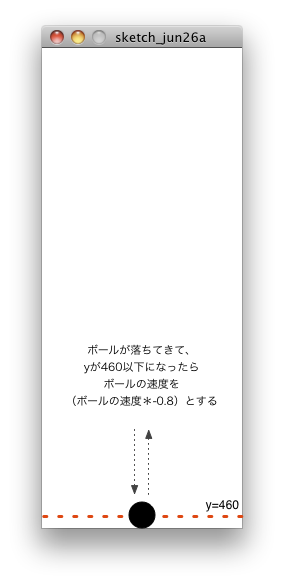 sketch_jun26a
ボールが落ちてきて、
yが460以下になったら
ボールの速度を
（ボールの速度＊-0.8）とする
y=460